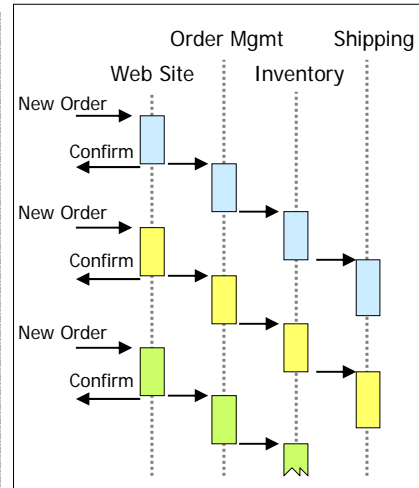 Order Mgmt Shipping
Web Site Inventory
New Order
Confirm
New Order
Confirm
New Order
Confirm